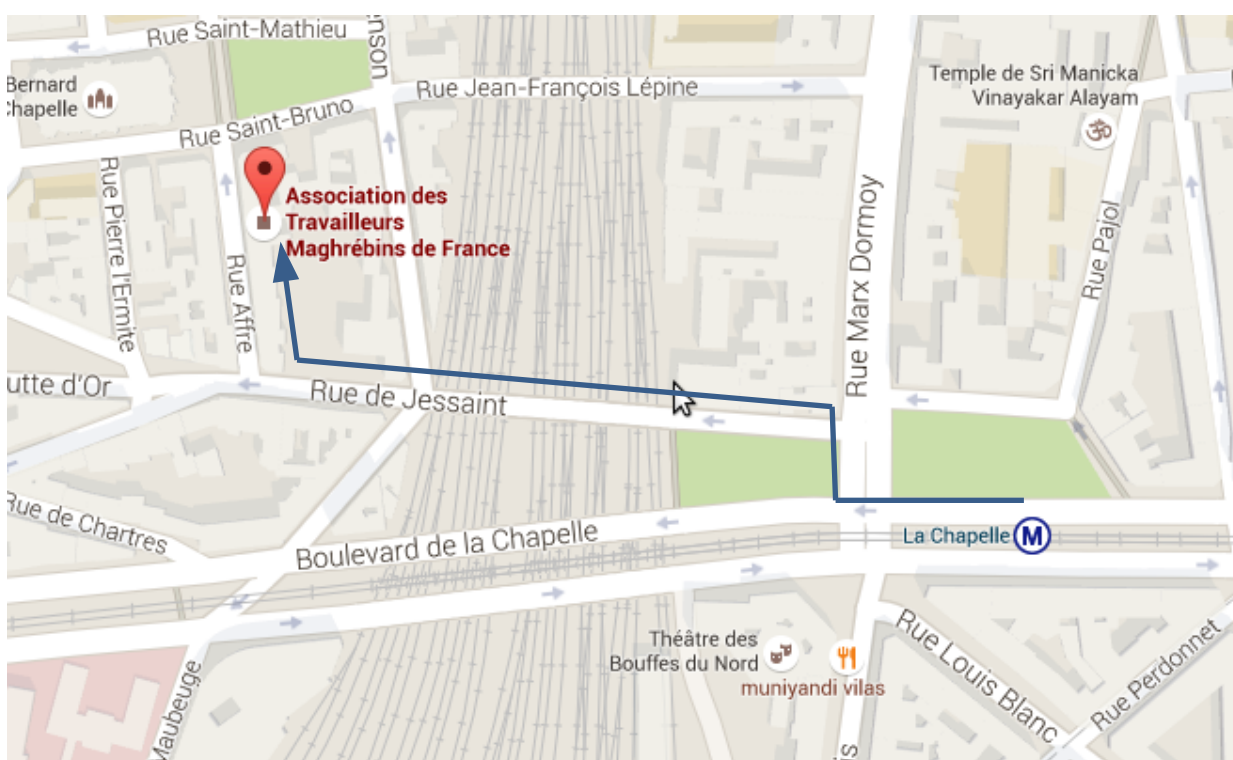 Rue Saint-Mathieu
enson
Bernard
Chapelle
Rue Jean-François Lépine
Temple de Sri Manicka
Vinayakar Alayam
Rue Saint-Bruno
Rue Pierre l'Ermite
Association des
Travailleurs
Maghrébins de France
Rue Affre
Rue Marx Dormoy
Rue Pajol
outte d'Or
Rue de Jessaint
Rue de Chartres
Boulevard de la Chapelle
La Chapelle M
Théâtre des
Bouffes du Nord
muniyandi vilas
Rue Louis Blanc
Rue Perdonnet
Maubeuge
is